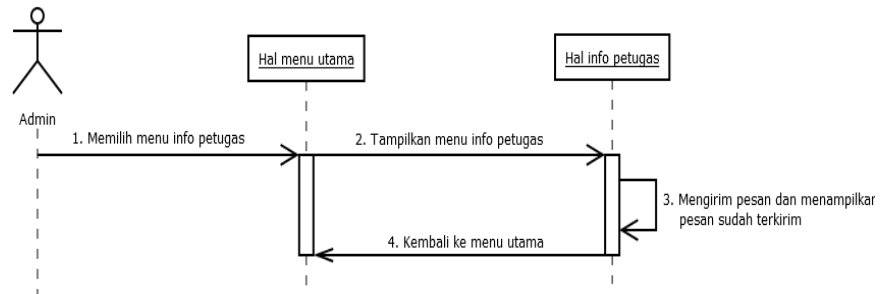 Hal menu utama
Hal info petugas
Admin
1. Memilih menu info petugas
2. Tampilkan menu info petugas
3. Mengirim pesan dan menampilkan
pesan sudah terkirim
4. Kembali ke menu utama